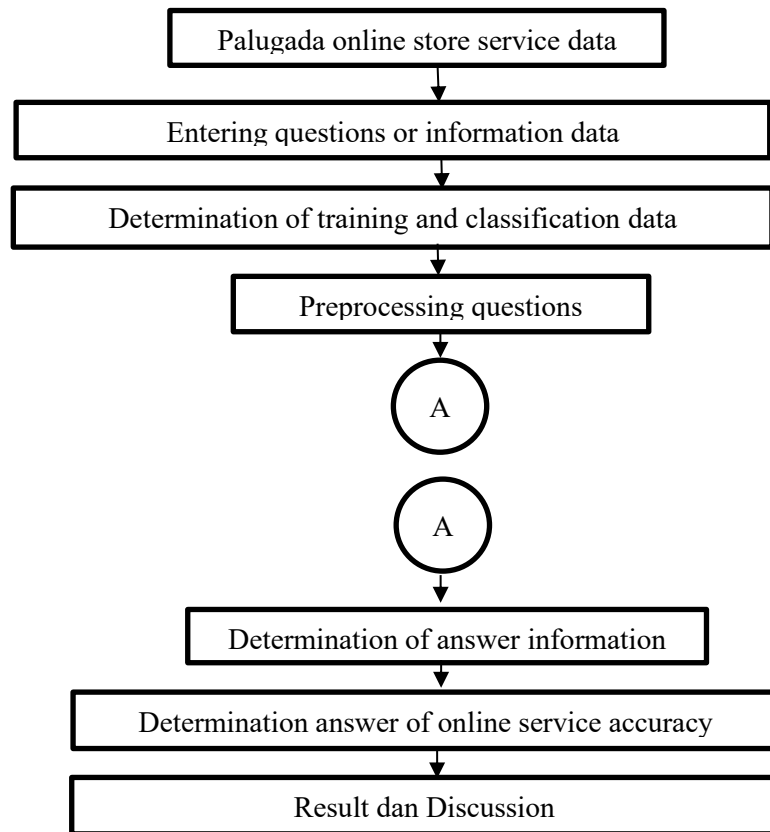 Palugada online store service data
Entering questions or information data
Determination of training and classification data
Preprocessing questions
A
A
Determination of answer information
Determination answer of online service accuracy
Result dan Discussion